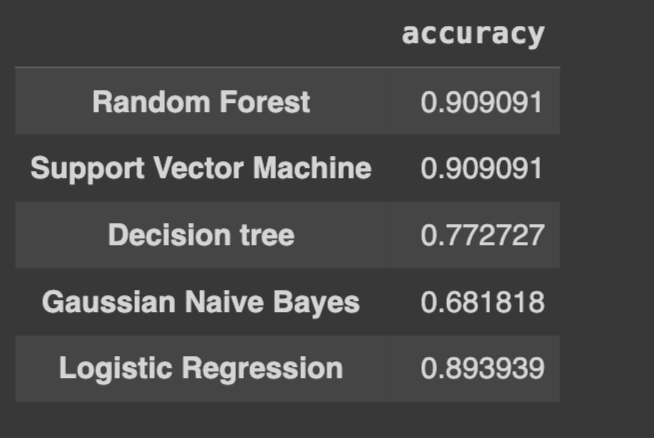 accuracy
Random Forest 0.909091
Support Vector Machine 0.909091
Decision tree 0.772727
Gaussian Naive Bayes 0.681818
Logistic Regression 0.893939